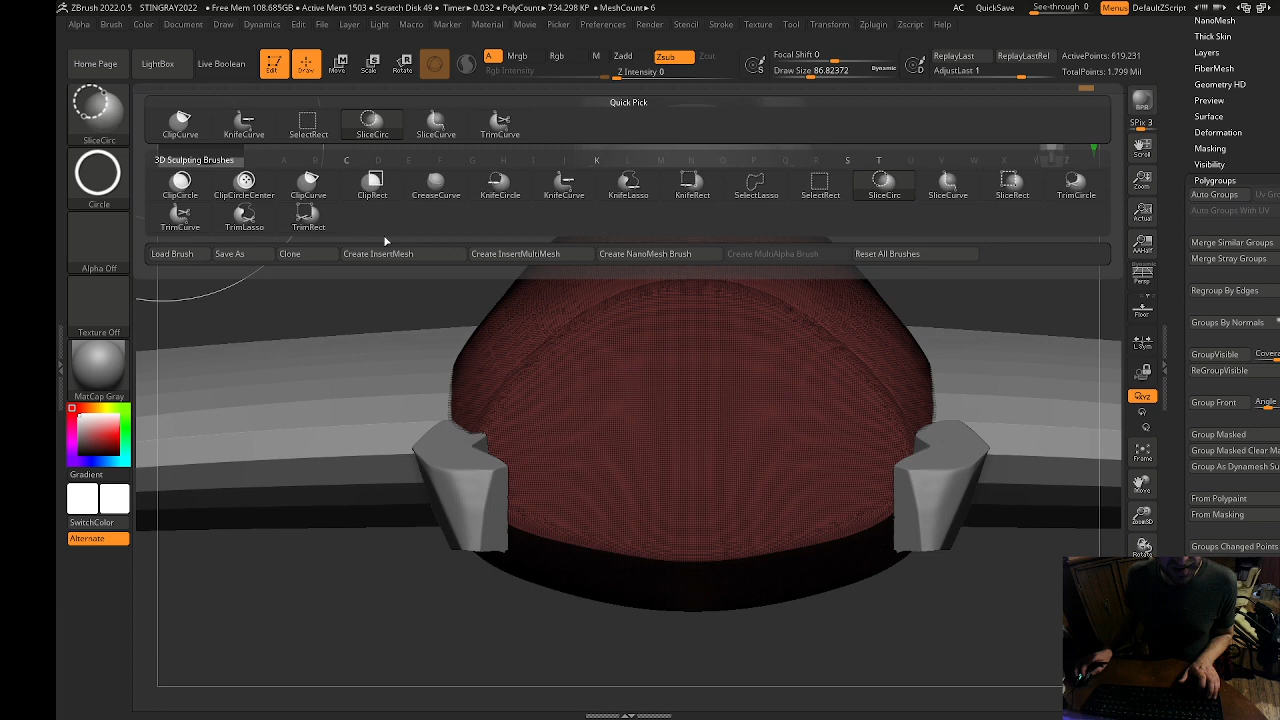 ZBrush 2022.0.5 STINGRAY2022 • Free Mem 108.685GB • Active Mem 1503 • Scratch Disk 49 • Timer▸0.032 • PolyCount▸734.298 KP • MeshCount▸6 AC QuickSave See-through 0 Menus DefaultZScript
Alpha Brush Color Document Draw Dynamics Edit File Layer Light Macro Marker Material Movie Picker Preferences Render Stencil Stroke Texture Tool Transform Zplugin Zscript Help
Home Page LightBox Live Boolean Edit Draw Move Scale Rotate A Mrgb Rgb M Zadd Zsub Zcut
Rgb Intensity Z Intensity 0
Focal Shift 0
Draw Size 86.82372 Dynamic
ReplayLast ReplayLastRel
AdjustLast 1
ActivePoints: 619,231
TotalPoints: 1.799 Mil
SliceCirc
Circle
Alpha Off
Texture Off
MatCap Gray
Gradient
SwitchColor
Alternate
Quick Pick
ClipCurve KnifeCurve SelectRect SliceCirc SliceCurve TrimCurve
3D Sculpting Brushes A B C D E F G H I J K L M N O P Q R S T U V W X Z
ClipCircle ClipCircleCenter ClipCurve ClipRect CreaseCurve KnifeCircle KnifeCurve KnifeLasso KnifeRect SelectLasso SelectRect SliceCirc SliceCurve SliceRect TrimCircle
TrimCurve TrimLasso TrimRect
Load Brush Save As Clone Create InsertMesh Create InsertMultiMesh Create NanoMesh Brush Create MultiAlpha Brush Reset All Brushes
BPR
SPix 3
Scroll
Zoom
Actual
AAHalf
Dynamic
Persp
Floor
L.Sym
XYZ
Frame
Move
Zoom3D
Rotate
NanoMesh
Thick Skin
Layers
FiberMesh
Geometry HD
Preview
Surface
Deformation
Masking
Visibility
Polygroups
Auto Groups
Auto Groups With UV
Merge Similar Groups
Merge Stray Groups
Regroup By Edges
Groups By Normals
GroupVisible
ReGroupVisible
Group Front Angle
Group Masked
Group Masked Clear
Group As Dynamesh
From Polypaint
From Masking
Groups Changed Points